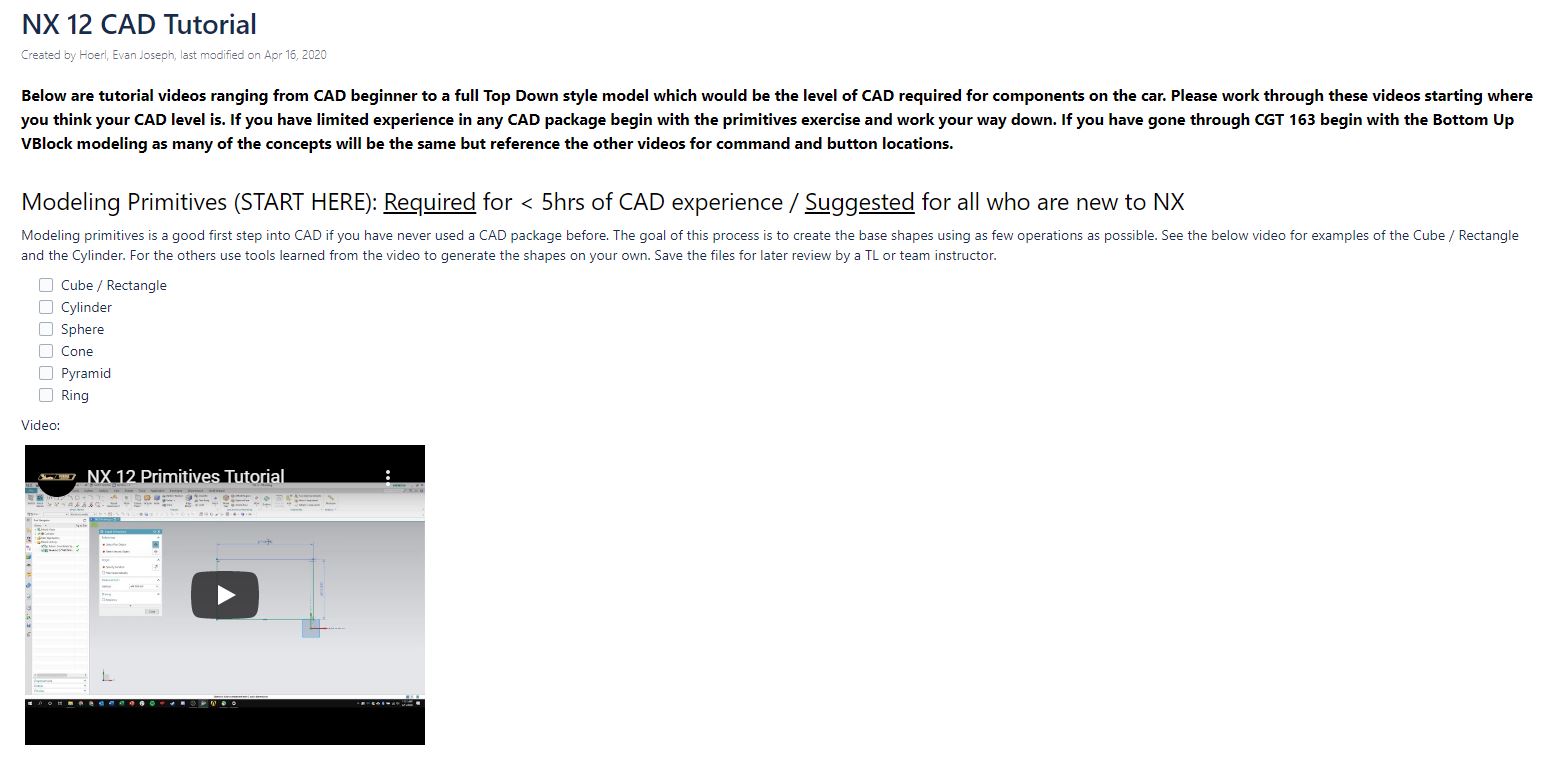 NX 12 CAD Tutorial
Created by Hoerl, Evan Joseph, last modified on Apr 16, 2020
Below are tutorial videos ranging from CAD beginner to a full Top Down style model which would be the level of CAD required for components on the car. Please work through these videos starting where
you think your CAD level is. If you have limited experience in any CAD package begin with the primitives exercise and work your way down. If you have gone through CGT 163 begin with the Bottom Up
VBlock modeling as many of the concepts will be the same but reference the other videos for command and button locations.
Modeling Primitives (START HERE): Required for < 5hrs of CAD experience / Suggested for all who are new to NX
Modeling primitives is a good first step into CAD if you have never used a CAD package before. The goal of this process is to create the base shapes using as few operations as possible. See the below video for examples of the Cube / Rectangle
and the Cylinder. For the others use tools learned from the video to generate the shapes on your own. Save the files for later review by a TL or team instructor.
Cube / Rectangle
Cylinder
Sphere
Cone
Pyramid
Ring
Video:
NX 12 Primitives Tutorial